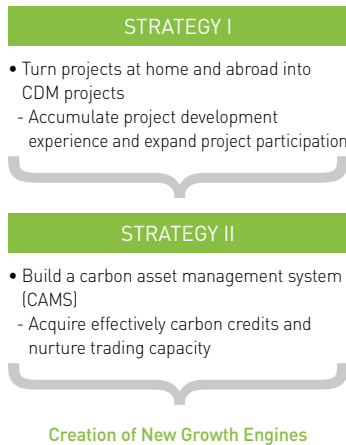 STRATEGY I
• Turn projects at home and abroad into
CDM projects
- Accumulate project development
experience and expand project participation
STRATEGY II
• Build a carbon asset management system
(CAMS)
- Acquire effectively carbon credits and
nurture trading capacity
Creation of New Growth Engines